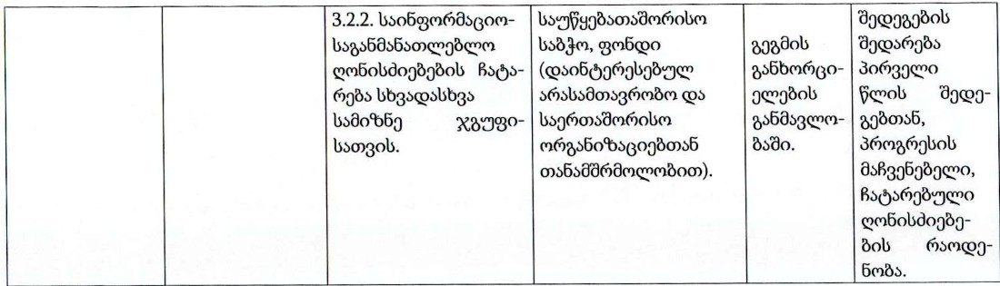 3.2.2. საინფორმაციო-
საგანმანათლებლო
ღონისძიებების ჩატა-
რება სხვადასხვა
სამიზნე ჯგუფი-
სათვის.
საუწყებათაშორისო
საბჭო, ფონდი
(დაინტერესებულ
არასამთავრობო და
საერთაშორისო
ორგანიზაციებთან
თანამშრმოლობით).
გეგმის
განხორცი-
ელების
განმავლო-
ბაში.
შედეგების
შედარება
პირველი
წლის შედე-
გებთან,
პროგრესის
მაჩვენებელი,
ჩატარებული
ღონისძიებე-
ბის რაოდე-
ნობა.